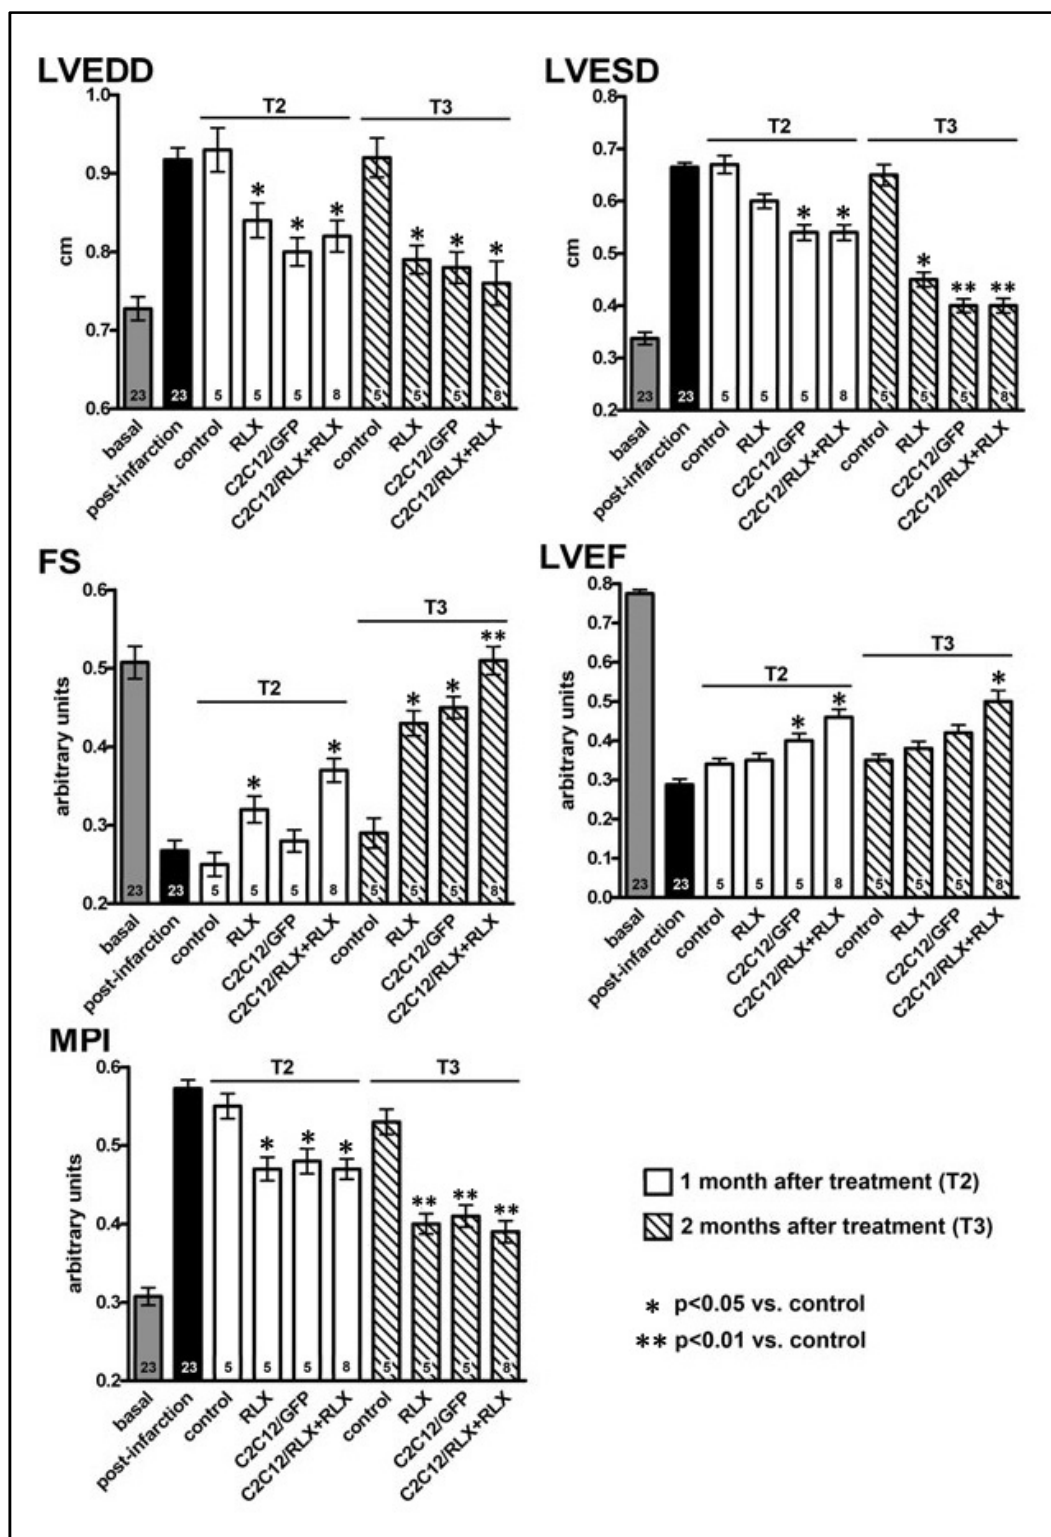 LVEDD
T2
T3
1.0
0.9
0.8
0.7
0.6
cm
* * * * * *
23 23 5 5 5 8 5 5 5 8
basal
post-infarction
control
RLX
C2C12/GFP
C2C12/RLX+RLX
control
RLX
C2C12/GFP
C2C12/RLX+RLX
LVESD
T2
T3
0.8
0.7
0.6
0.5
0.4
0.3
0.2
cm
* * * ** **
23 23 5 5 5 8 5 5 5 8
basal
post-infarction
control
RLX
C2C12/GFP
C2C12/RLX+RLX
control
RLX
C2C12/GFP
C2C12/RLX+RLX
FS
T2
T3
0.6
0.5
0.4
0.3
0.2
arbitrary units
* * * * **
23 23 5 5 5 8 5 5 5 8
basal
post-infarction
control
RLX
C2C12/GFP
C2C12/RLX+RLX
control
RLX
C2C12/GFP
C2C12/RLX+RLX
LVEF
T2
T3
0.8
0.7
0.6
0.5
0.4
0.3
0.2
0.1
0.0
arbitrary units
* * *
23 23 5 5 5 8 5 5 5 8
basal
post-infarction
control
RLX
C2C12/GFP
C2C12/RLX+RLX
control
RLX
C2C12/GFP
C2C12/RLX+RLX
MPI
T2
T3
0.6
0.5
0.4
0.3
0.2
arbitrary units
* * * ** ** **
23 23 5 5 5 8 5 5 5 8
basal
post-infarction
control
RLX
C2C12/GFP
C2C12/RLX+RLX
control
RLX
C2C12/GFP
C2C12/RLX+RLX
1 month after treatment (T2)
2 months after treatment (T3)
* p<0.05 vs. control
** p<0.01 vs. control